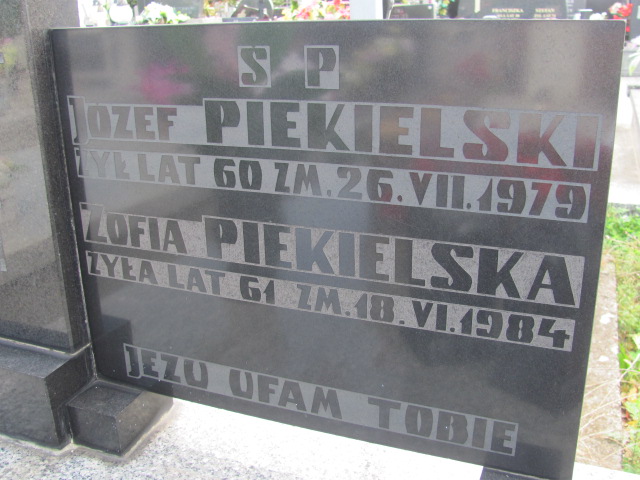 S P
JÓZEF PIEKIELSKI
ŻYŁ LAT 60 ZM. 26. VII. 1979
ZOFIA PIEKIELSKA
ŻYŁA LAT 61 ZM. 18. VI. 1984
JEZU UFAM TOBIE